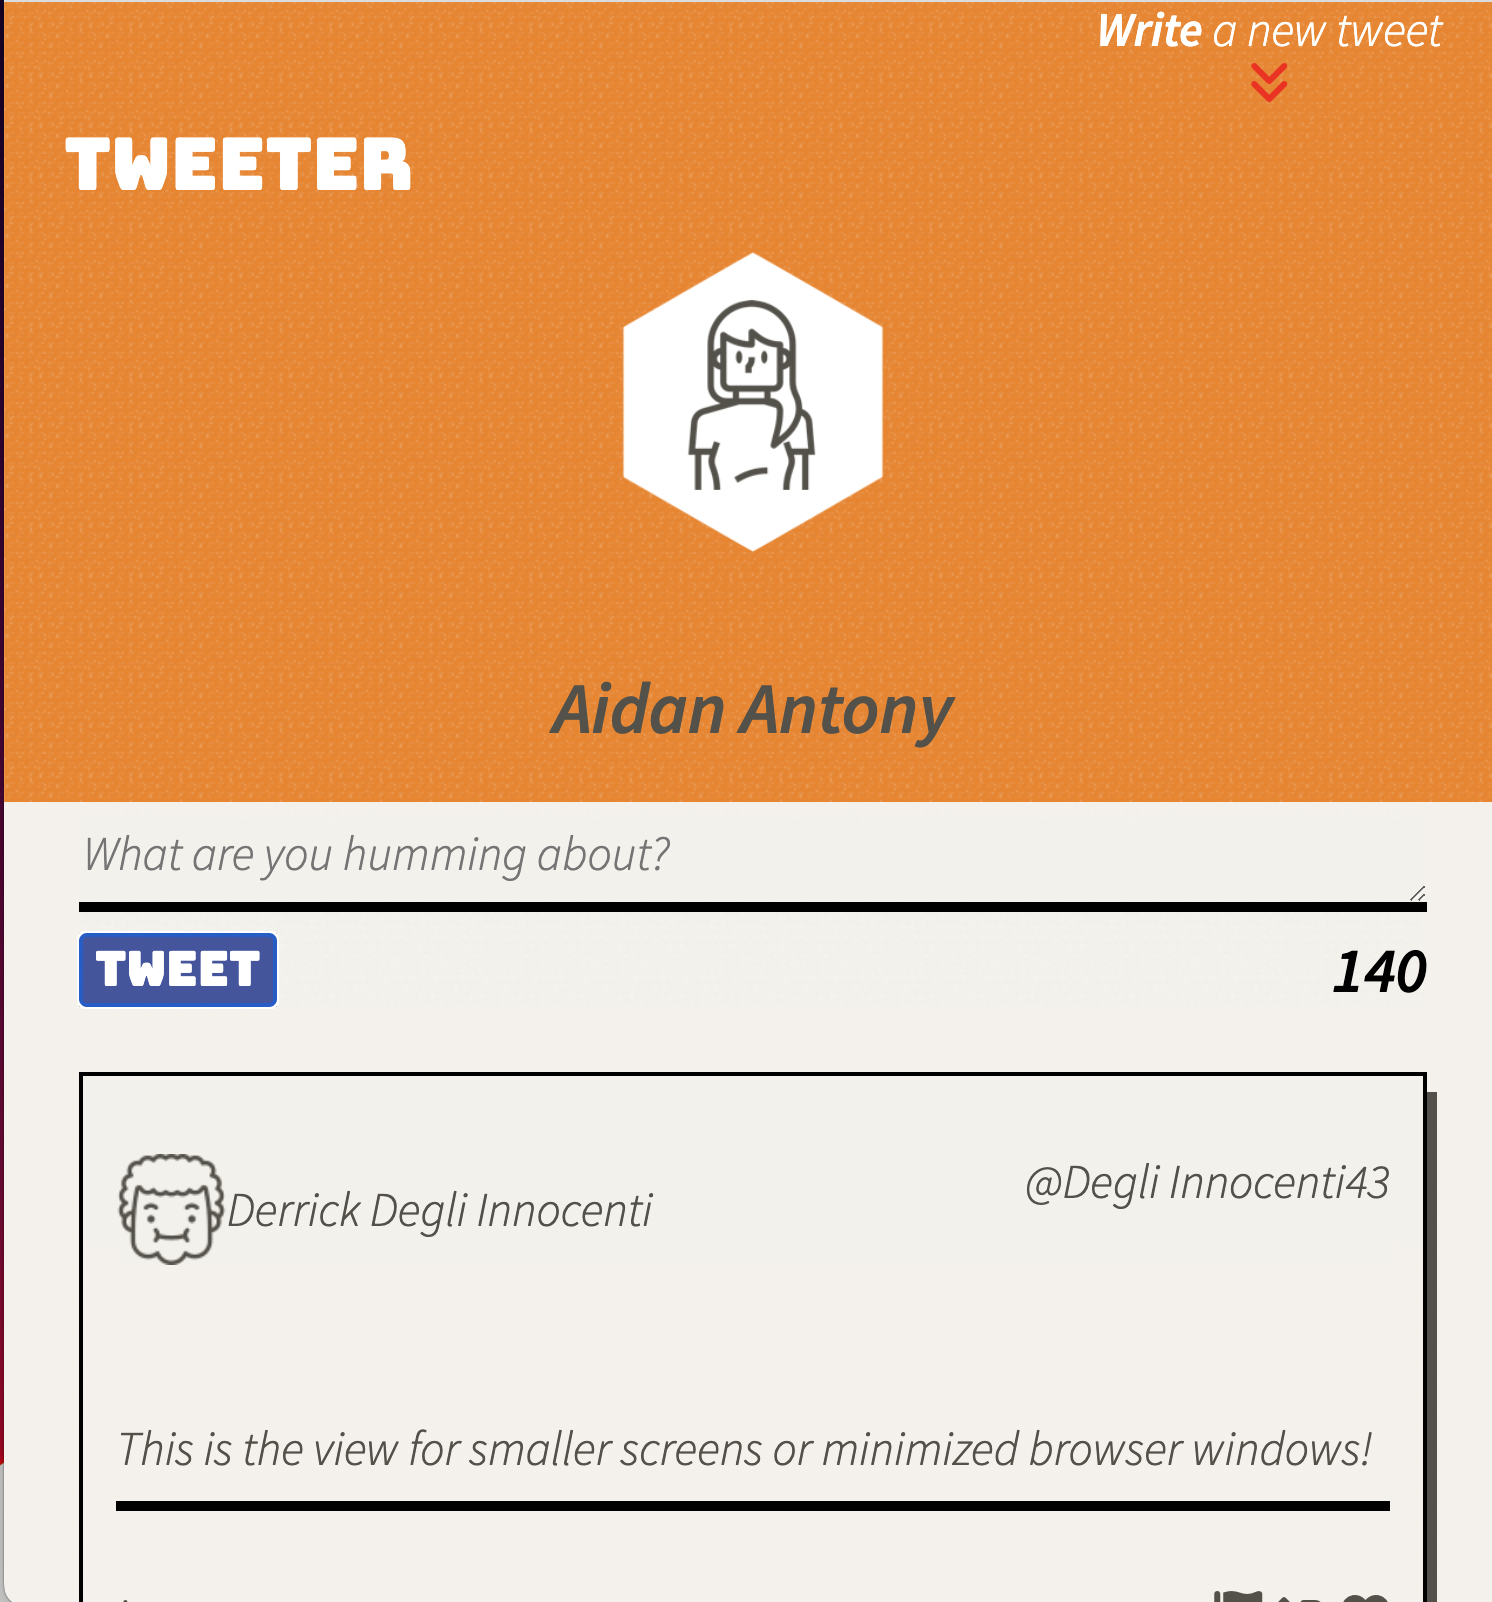 Write a new tweet
TWEETER
Aidan Antony
What are you humming about?
TWEET
140
Derrick Degli Innocenti
@Degli Innocenti43
This is the view for smaller screens or minimized browser windows!